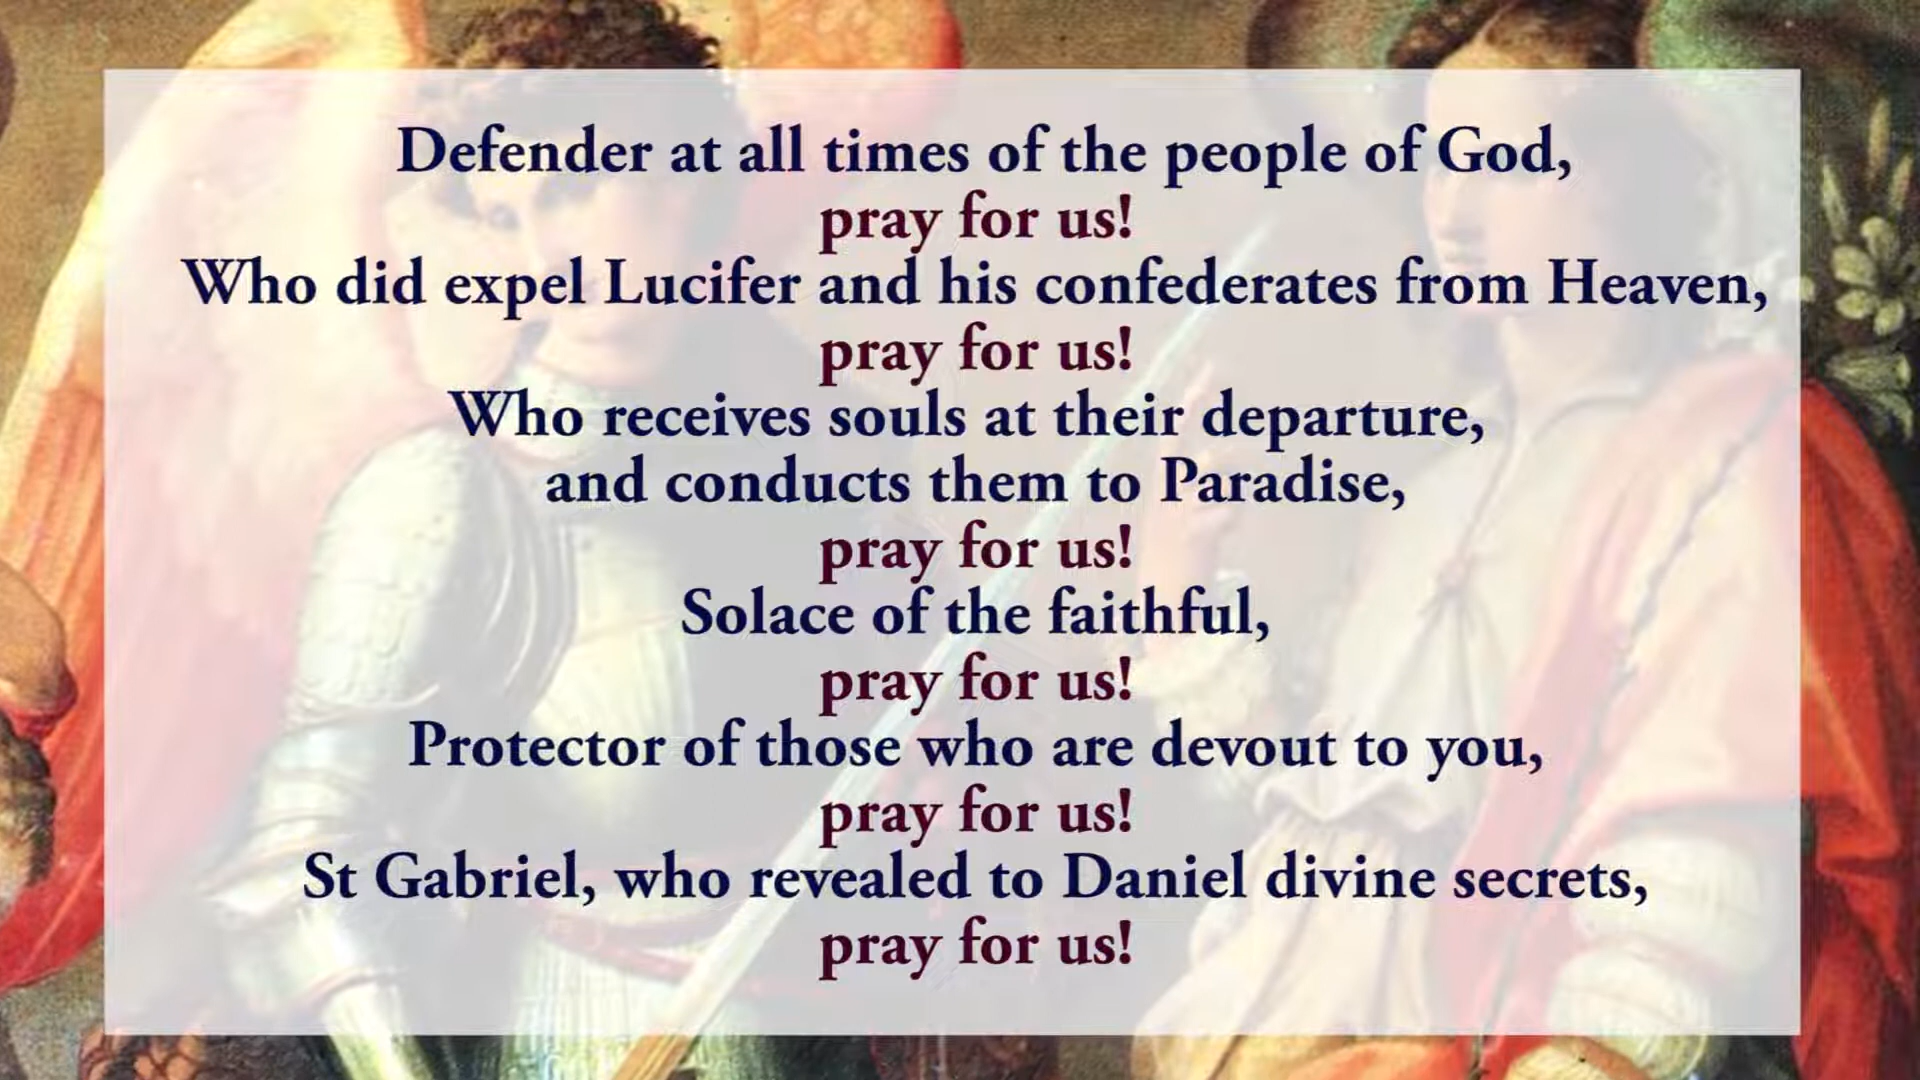 Defender at all times of the people of God,
pray for us!
Who did expel Lucifer and his confederates from Heaven,
pray for us!
Who receives souls at their departure,
and conducts them to Paradise,
pray for us!
Solace of the faithful,
pray for us!
Protector of those who are devout to you,
pray for us!
St Gabriel, who revealed to Daniel divine secrets,
pray for us!